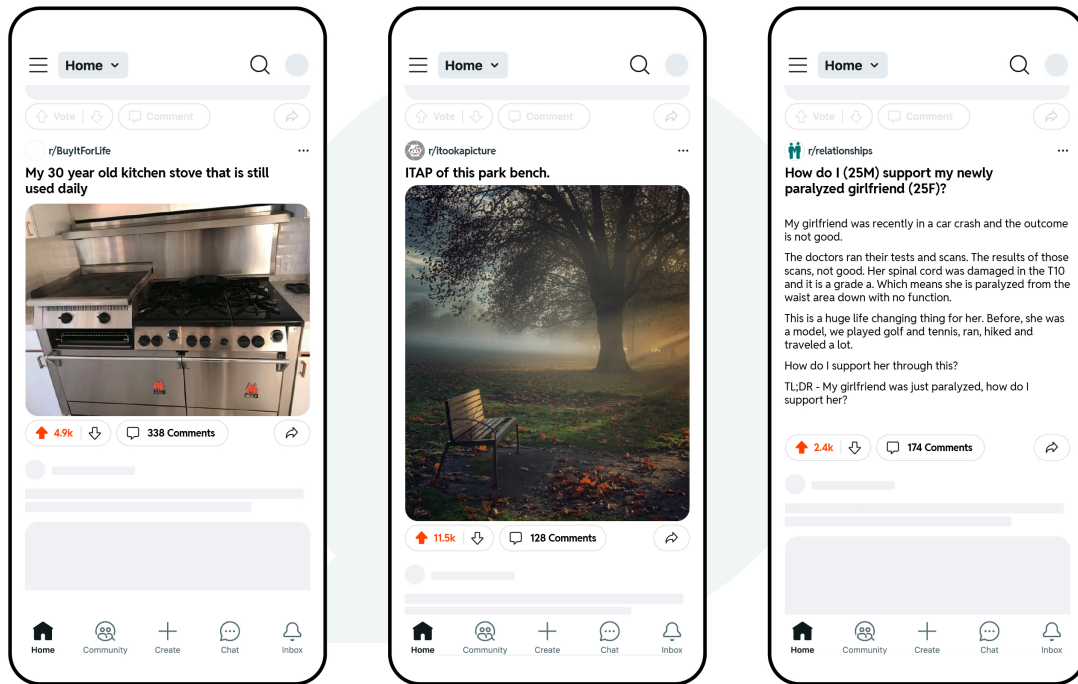 Home
Vote
Comment
r/BuyItForLife
My 30 year old kitchen stove that is still
used daily
WOLF
WOLF
4.9k
338 Comments
Home
Community
Create
Chat
Inbox
Home
Vote
Comment
r/itookapicture
ITAP of this park bench.
11.5k
128 Comments
Home
Community
Create
Chat
Inbox
Home
Vote
Comment
r/relationships
How do I (25M) support my newly
paralyzed girlfriend (25F)?
My girlfriend was recently in a car crash and the outcome
is not good.
The doctors ran their tests and scans. The results of those
scans, not good. Her spinal cord was damaged in the T10
and it is a grade a. Which means she is paralyzed from the
waist area down with no function.
This is a huge life changing thing for her. Before, she was
a model, we played golf and tennis, ran, hiked and
traveled a lot.
How do I support her through this?
TL;DR - My girlfriend was just paralyzed, how do I
support her?
2.4k
174 Comments
Home
Community
Create
Chat
Inbox